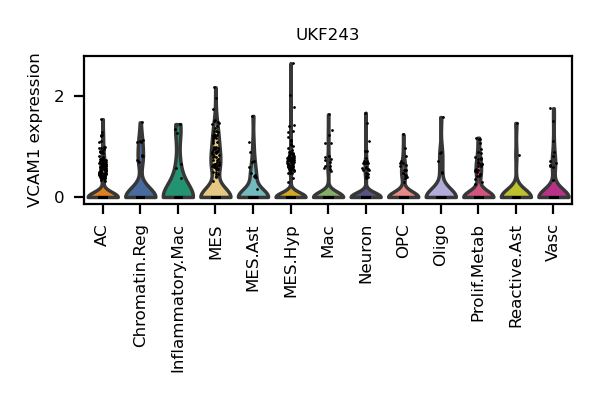 UKF243
VCAM1 expression
2
0
AC
Chromatin.Reg
Inflammatory.Mac
MES
MES.Ast
MES.Hyp
Mac
Neuron
OPC
Oligo
Prolif.Metab
Reactive.Ast
Vasc